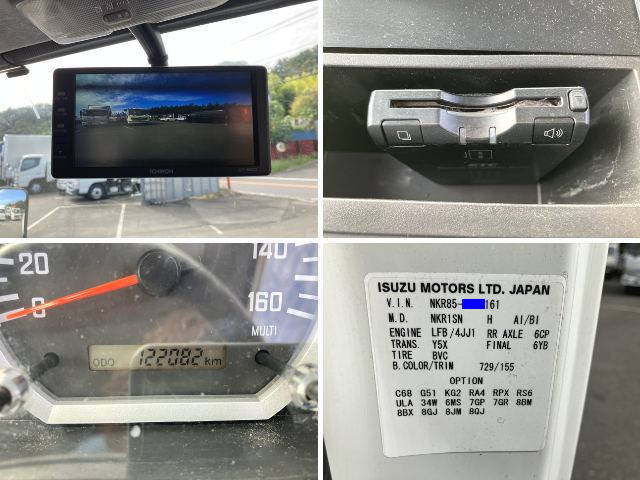 ICHIKOH
ETC
20
0
140
160
MULTI
ODO 122082 km
ISUZU MOTORS LTD. JAPAN
V.I.N. NKR85- 161
M.D. NKR1SN H A1/B1
ENGINE LFB/4JJ1 RR AXLE 6CP
TRANS. Y5X FINAL 6YB
TIRE BVC
B.COLOR/TRIM 729/155
OPTION
C68 G51 KG2 RA4 RPX RS6
ULA 34W 6MS 7GP 7GR 8BM
8BX 8GJ 8JM 8QJ